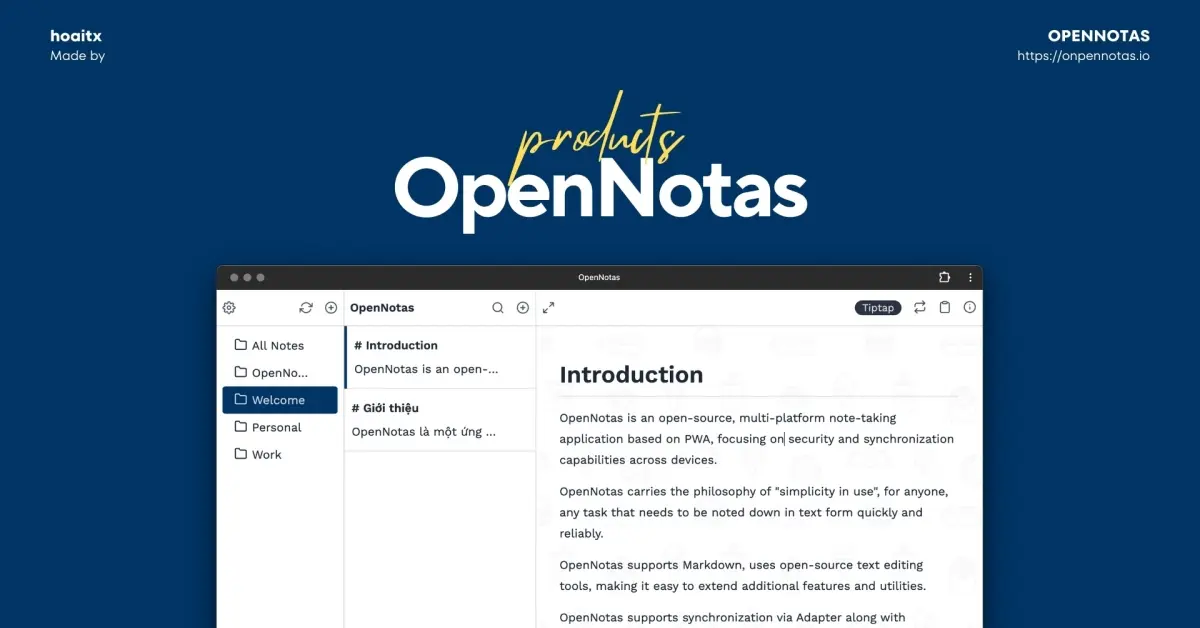 hoaitx
Made by
OPENNOTAS
https://onpennotas.io
products
OpenNotas
OpenNotas
OpenNotas
Tiptap
All Notes
OpenNo...
Welcome
Personal
Work
# Introduction
OpenNotas is an open-...
# Giới thiệu
OpenNotas là một ứng ...
Introduction
OpenNotas is an open-source, multi-platform note-taking
application based on PWA, focusing on security and synchronization
capabilities across devices.
OpenNotas carries the philosophy of "simplicity in use", for anyone,
any task that needs to be noted down in text form quickly and
reliably.
OpenNotas supports Markdown, uses open-source text editing
tools, making it easy to extend additional features and utilities.
OpenNotas supports synchronization via Adapter along with